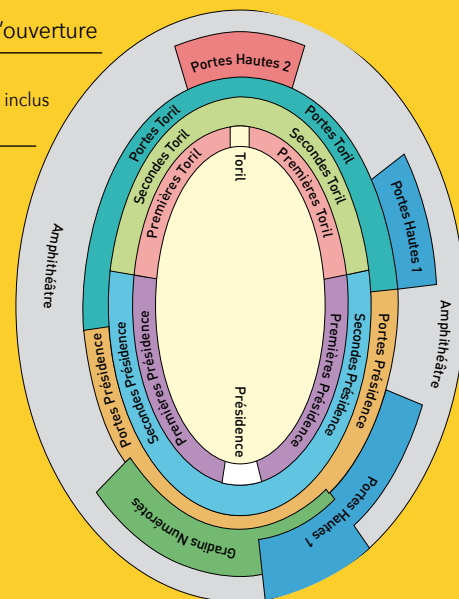 'ouverture
inclus
Portes Hautes 2
Portes Toril
Portes Toril
Secondes Toril
Secondes Toril
Premières Toril
Premières Toril
Toril
Portes Hautes 1
Amphithéâtre
Amphithéâtre
Portes Présidence
Secondes Présidence
Premières Présidence
Présidence
Premières Présidence
Secondes Présidence
Portes Présidence
Gradins Numérotés
Portes Hautes 1